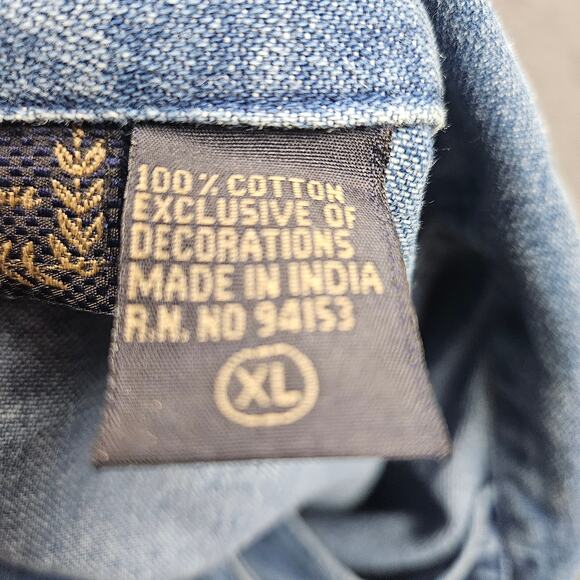 100% COTTON
EXCLUSIVE OF
DECORATIONS
MADE IN INDIA
R.N. NO 94153
XL